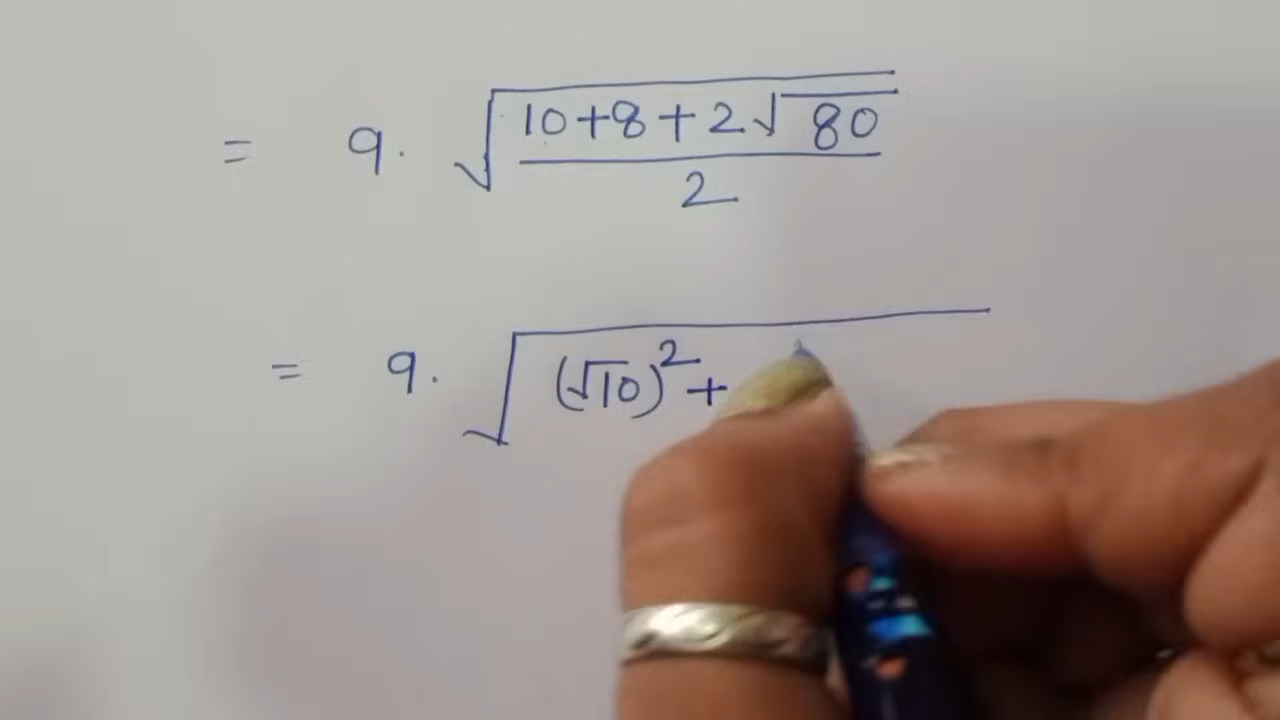 = 9. √(10+8+2√80)/2
= 9. √(√10)²+